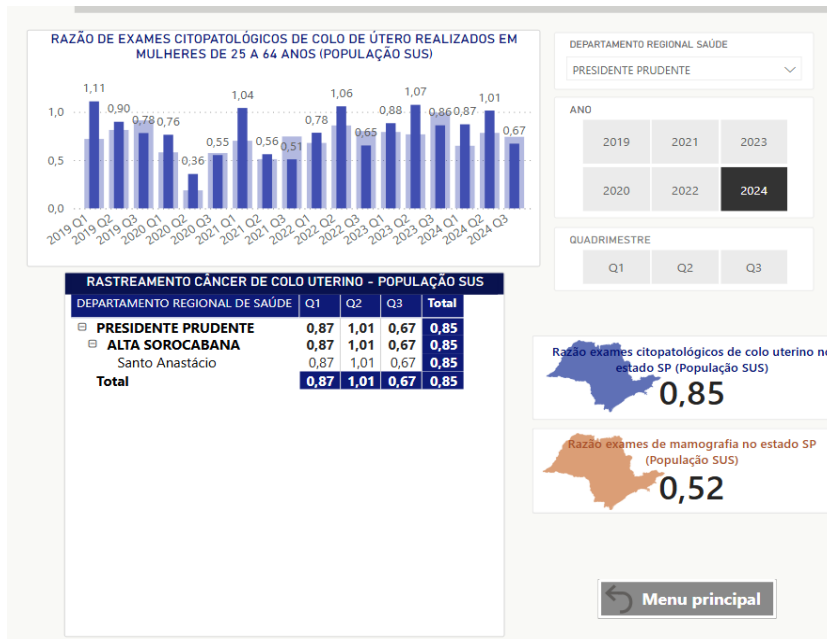 RAZÃO DE EXAMES CITOPATOLÓGICOS DE COLO DE ÚTERO REALIZADOS EM
MULHERES DE 25 A 64 ANOS (POPULAÇÃO SUS)
1,11
0,90
0,78
0,76
0,36
0,55
1,04
0,56
0,51
0,78
1,06
0,65
0,88
1,07
0,86
0,87
1,01
0,67
1,0
0,5
0,0
2019 Q1
2019 Q2
2019 Q3
2020 Q1
2020 Q2
2020 Q3
2021 Q1
2021 Q2
2021 Q3
2022 Q1
2022 Q2
2022 Q3
2023 Q1
2023 Q2
2023 Q3
2024 Q1
2024 Q2
2024 Q3
DEPARTAMENTO REGIONAL SAÚDE
PRESIDENTE PRUDENTE
ANO
2019 2021 2023
2020 2022 2024
QUADRIMESTRE
Q1 Q2 Q3
RASTREAMENTO CÂNCER DE COLO UTERINO - POPULAÇÃO SUS
DEPARTAMENTO REGIONAL DE SAÚDE Q1 Q2 Q3 Total
PRESIDENTE PRUDENTE 0,87 1,01 0,67 0,85
ALTA SOROCABANA 0,87 1,01 0,67 0,85
Santo Anastácio 0,87 1,01 0,67 0,85
Total 0,87 1,01 0,67 0,85
Razão exames citopatológicos de colo uterino no
estado SP (População SUS)
0,85
Razão exames de mamografia no estado SP
(População SUS)
0,52
Menu principal